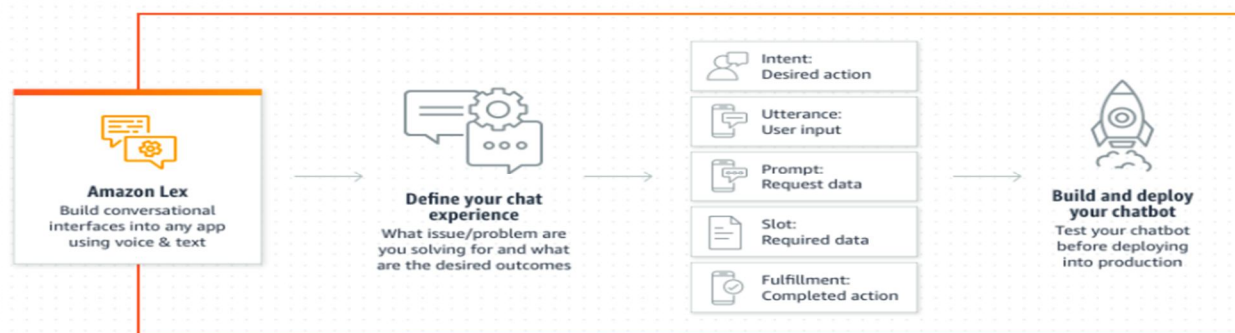 Amazon Lex
Build conversational
interfaces into any app
using voice & text
Define your chat
experience
What issue/problem are
you solving for and what
are the desired outcomes
Intent:
Desired action
Utterance:
User input
Prompt:
Request data
Slot:
Required data
Fulfillment:
Completed action
Build and deploy
your chatbot
Test your chatbot
before deploying
into production